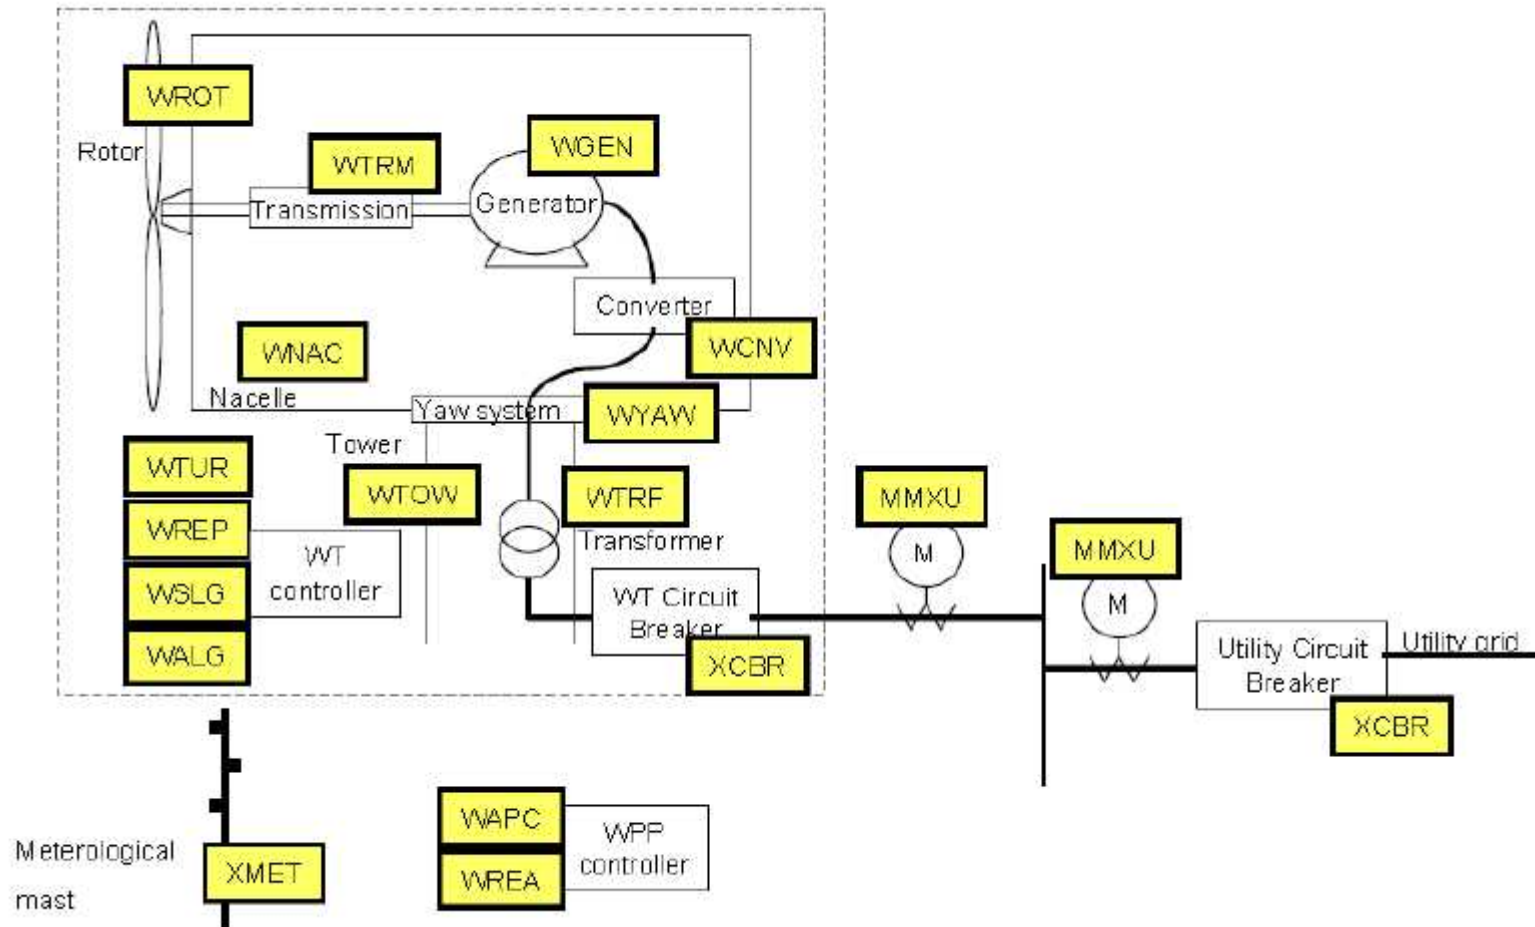 WROT
Rotor
WTRM
Transmission
WGEN
Generator
Converter
WCNV
WNAC
Nacelle
Yaw system
WYAW
Tower
WTOW
WTRF
Transformer
WTUR
WREP
WSLG
WALG
WT
controller
WT Circuit
Breaker
XCBR
MMXU
M
MMXU
M
Utility Circuit
Breaker
Utility grid
XCBR
Meterological
mast
XMET
WAPC
WREA
WPP
controller